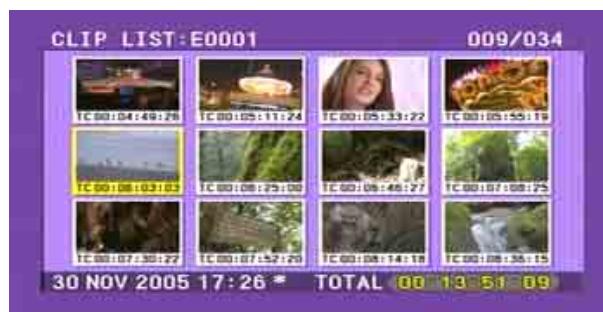 CLIP LIST:E0001 009/034
TC 00:04:49:26 TC 00:05:11:24 TC 00:05:33:22 TC 00:05:55:19
TC 00:06:03:03 TC 00:06:25:00 TC 00:06:46:27 TC 00:07:08:25
TC 00:07:30:22 TC 00:07:52:20 TC 00:08:14:18 TC 00:08:36:15
30 NOV 2005 17:26 * TOTAL 00 13 51 09